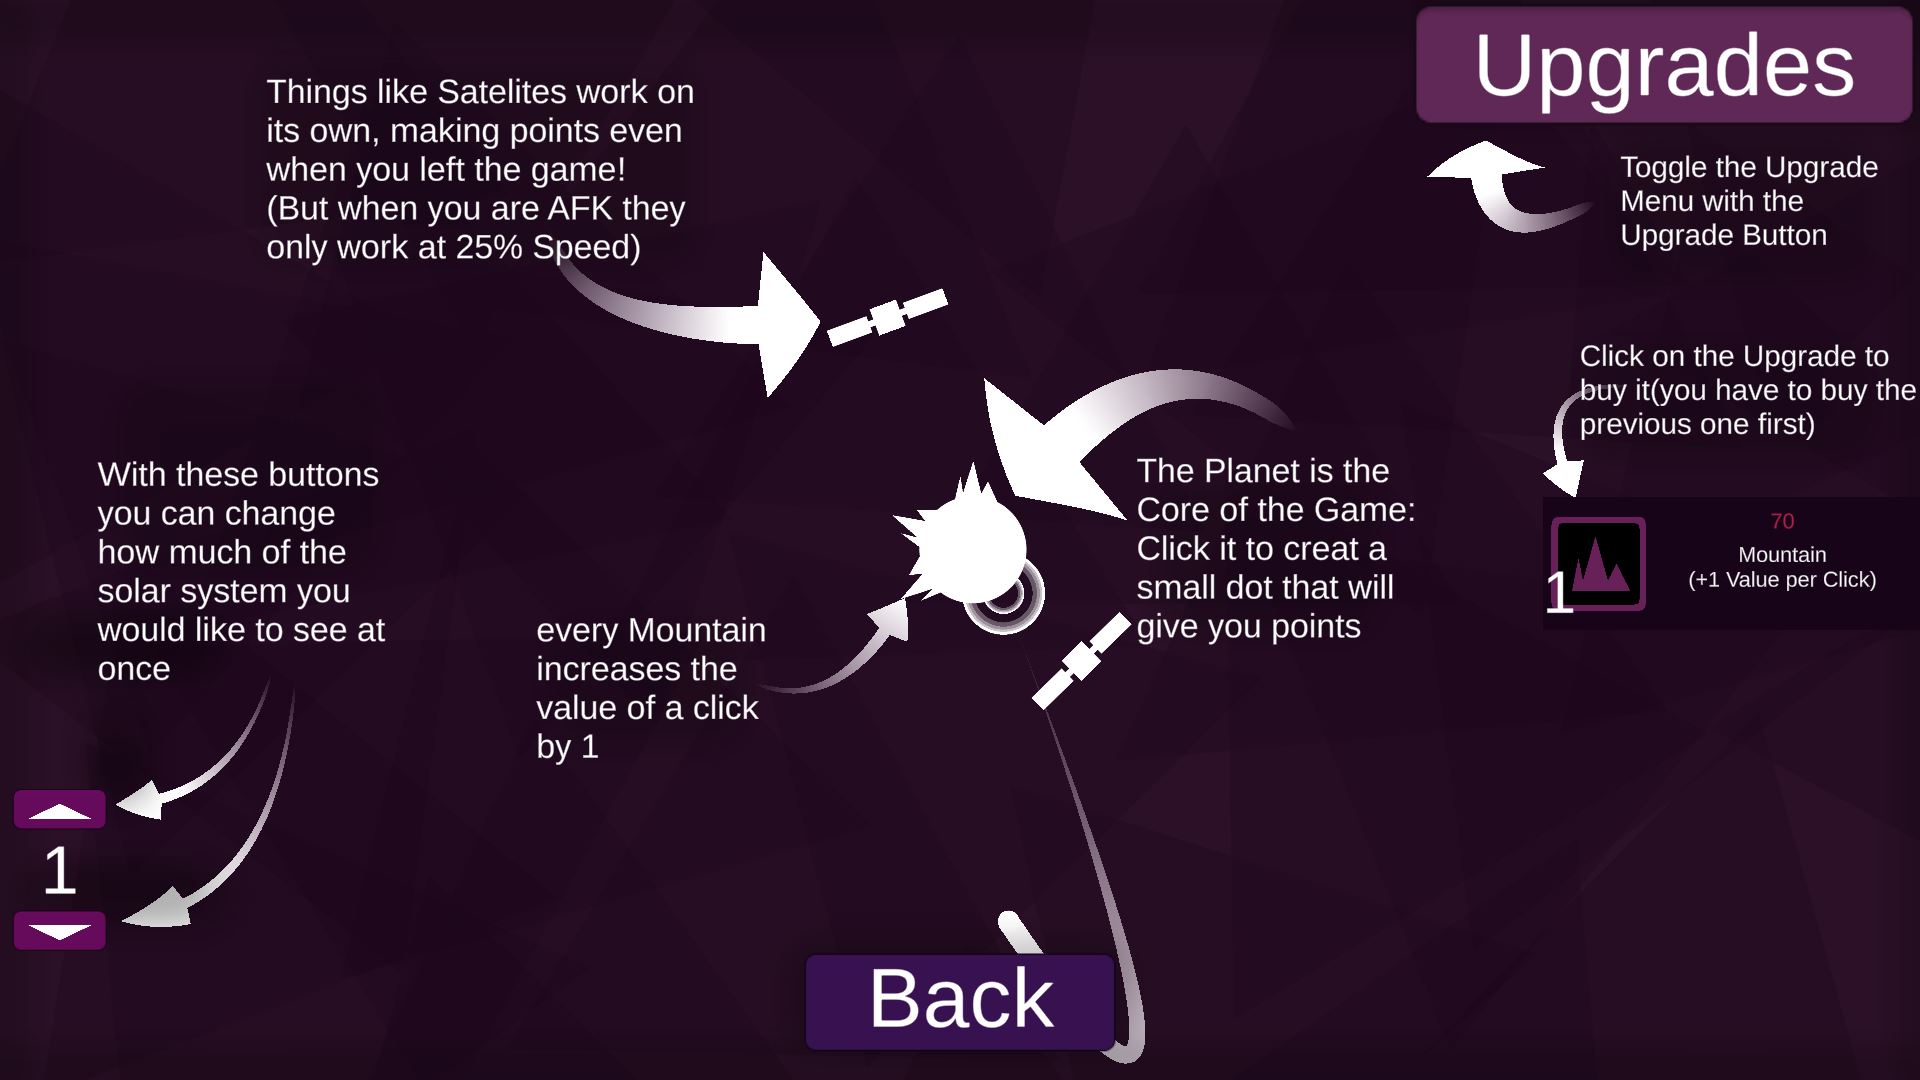 Upgrades
Things like Satelites work on
its own, making points even
when you left the game!
(But when you are AFK they
only work at 25% Speed)
Toggle the Upgrade
Menu with the
Upgrade Button
Click on the Upgrade to
buy it(you have to buy the
previous one first)
70
Mountain
(+1 Value per Click)
1
The Planet is the
Core of the Game:
Click it to creat a
small dot that will
give you points
With these buttons
you can change
how much of the
solar system you
would like to see at
once
every Mountain
increases the
value of a click
by 1
1
Back